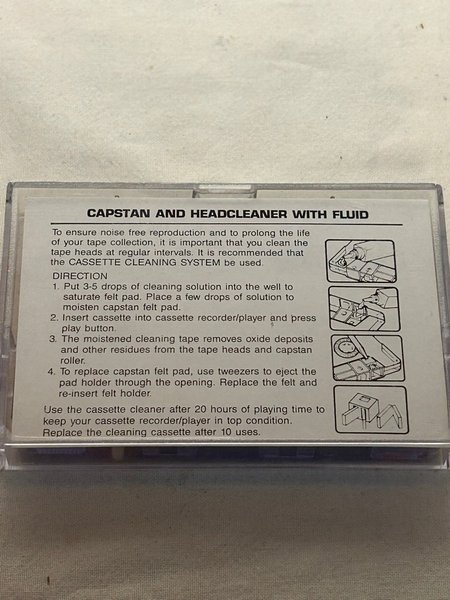 CAPSTAN AND HEADCLEANER WITH FLUID
To ensure noise free reproduction and to prolong the life
of your tape collection, it is important that you clean the
tape heads at regular intervals. It is recommended that
the CASSETTE CLEANING SYSTEM be used.
DIRECTION
1. Put 3-5 drops of cleaning solution into the well to
saturate felt pad. Place a few drops of solution to
moisten capstan felt pad.
2. Insert cassette into cassette recorder/player and press
play button.
3. The moistened cleaning tape removes oxide deposits
and other residues from the tape heads and capstan
roller.
4. To replace capstan felt pad, use tweezers to eject the
pad holder through the opening. Replace the felt and
re-insert felt holder.
Use the cassette cleaner after 20 hours of playing time to
keep your cassette recorder/player in top condition.
Replace the cleaning cassette after 10 uses.